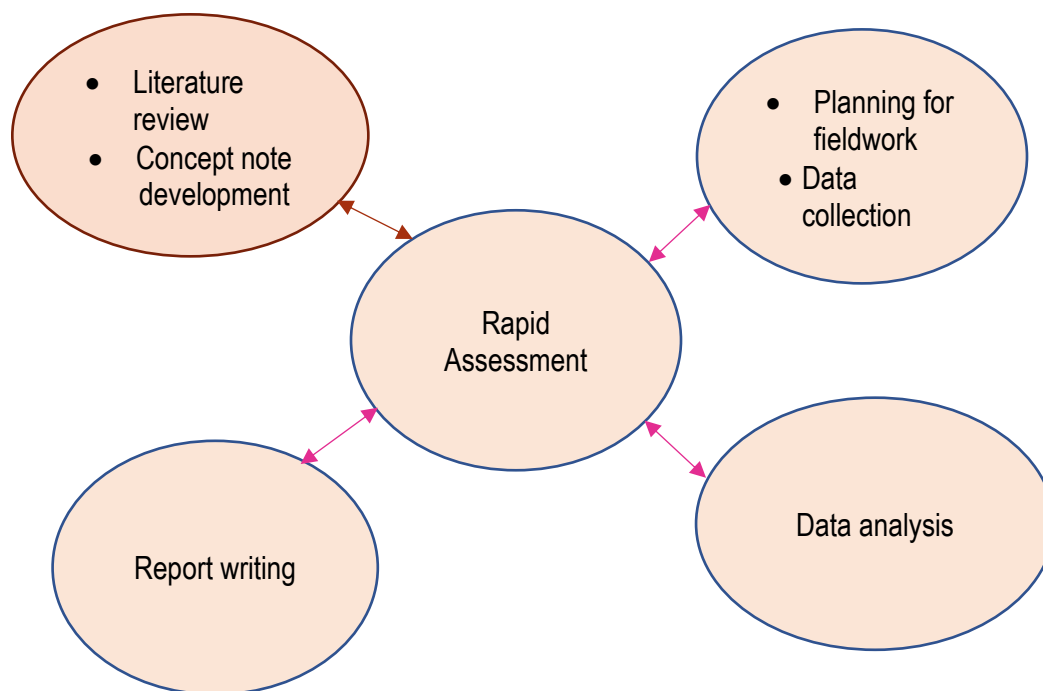 ● Literature
review
● Concept note
development
● Planning for
fieldwork
● Data
collection
Rapid
Assessment
Report writing
Data analysis